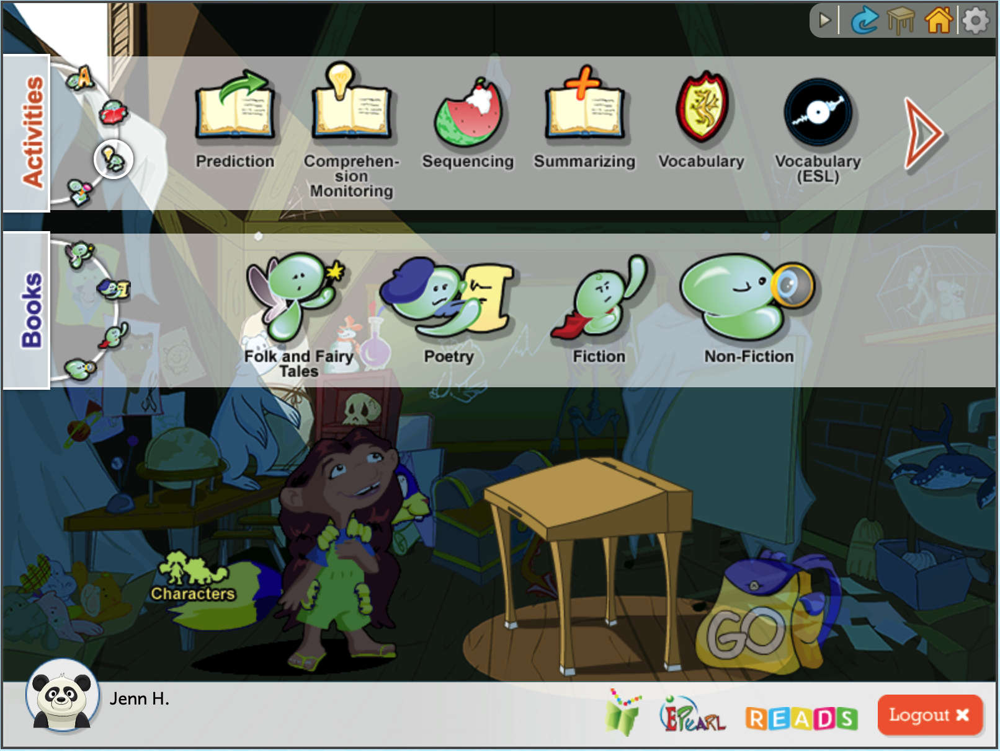 Activities
Prediction
Comprehen-
sion
Monitoring
Sequencing
Summarizing
Vocabulary
Vocabulary
(ESL)
Books
Folk and Fairy
Tales
Poetry
Fiction
Non-Fiction
Characters
GO
Jenn H.
EPEARL
READS
Logout